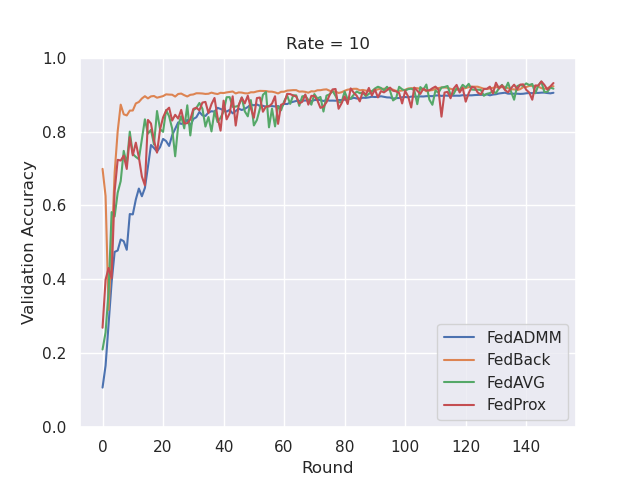 Rate = 10
Validation Accuracy
1.0
0.8
0.6
0.4
0.2
0.0
0 20 40 60 80 100 120 140
Round
FedADMM
FedBack
FedAVG
FedProx